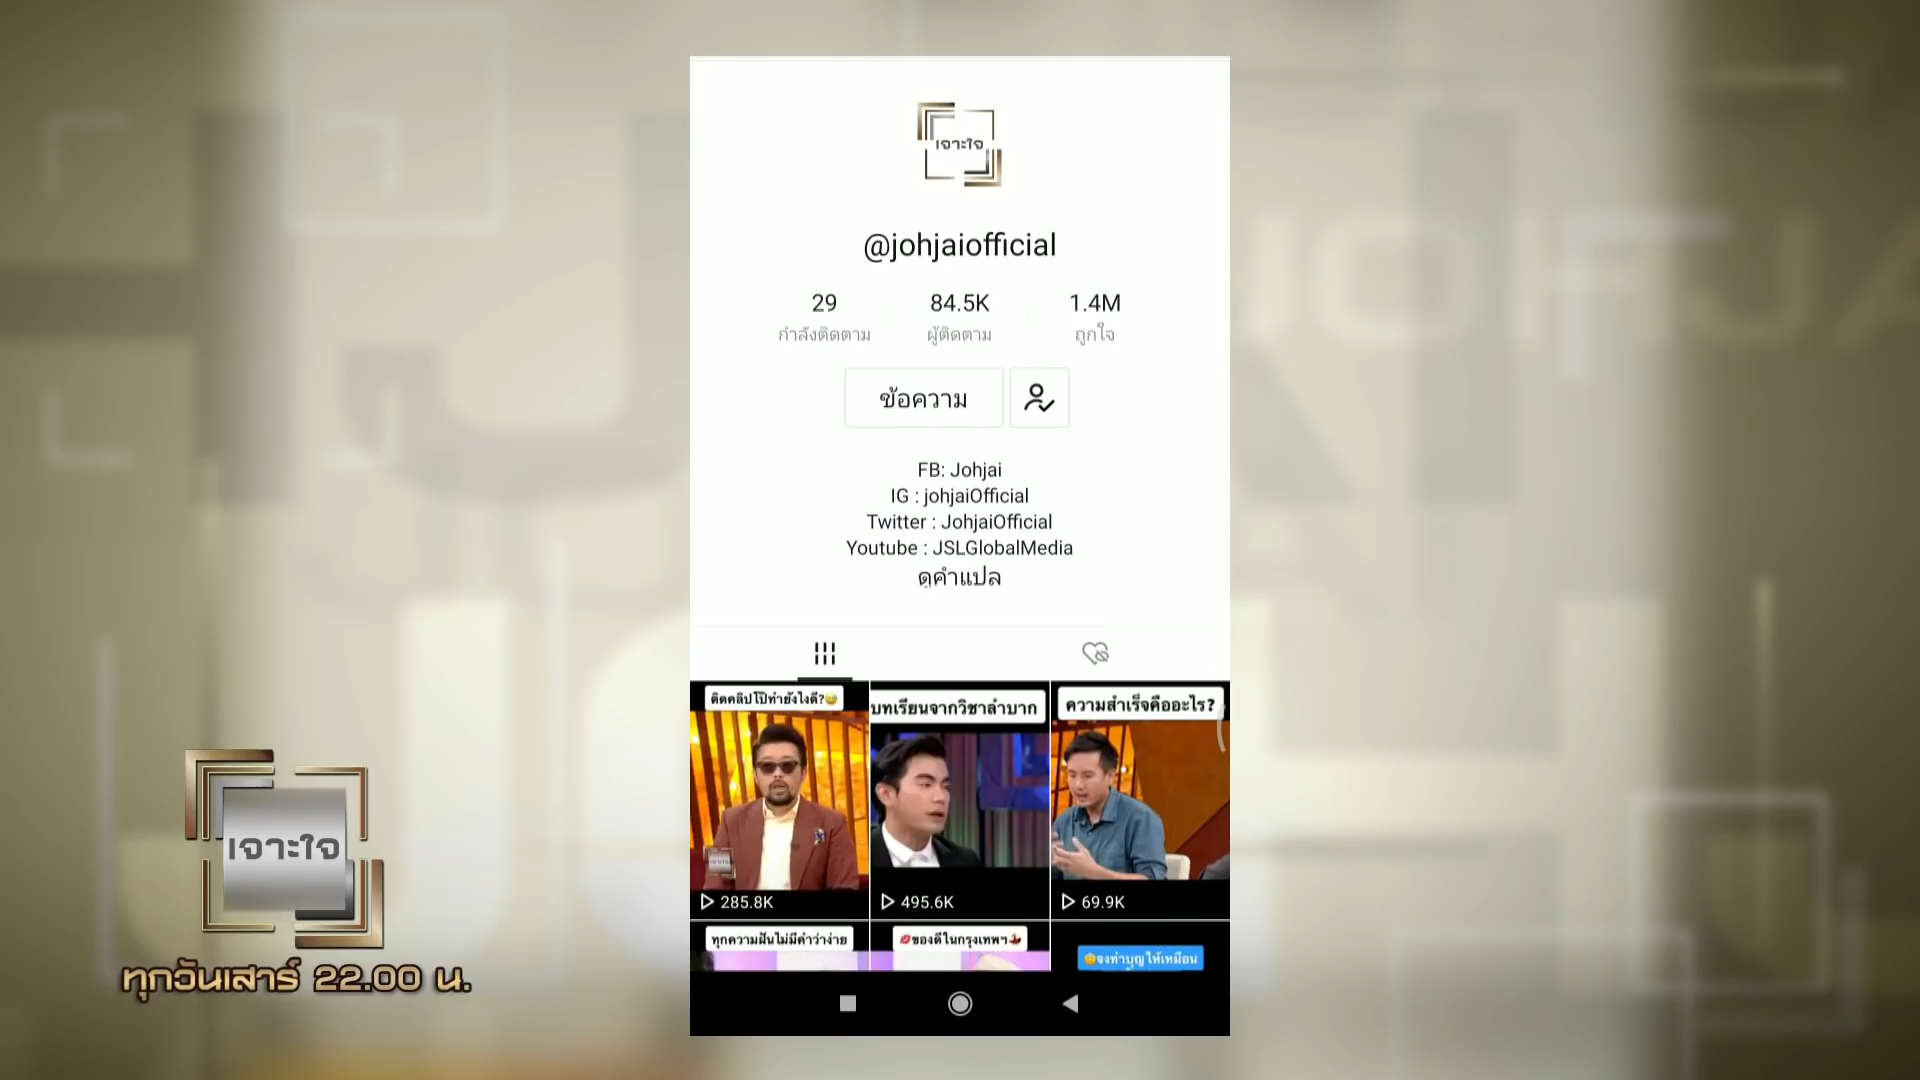 เจาะใจ
@johjaiofficial
29 84.5K 1.4M
กำลังติดตาม ผู้ติดตาม ถูกใจ
ข้อความ
FB: Johjai
IG : johjaiOfficial
Twitter : JohjaiOfficial
Youtube : JSLGlobalMedia
ดูคำแปล
ติดคลิปโป๊ทำยังไงดี?😅 บทเรียนจากวิชาลำบาก ความสำเร็จคืออะไร?
285.8K 495.6K 69.9K
ทุกความฝันไม่มีคำว่าง่าย 💋ของดีในกรุงเทพฯ💃 จงทำบุญให้เหมือน
เจาะใจ
ทุกวันเสาร์ 22.00 น.